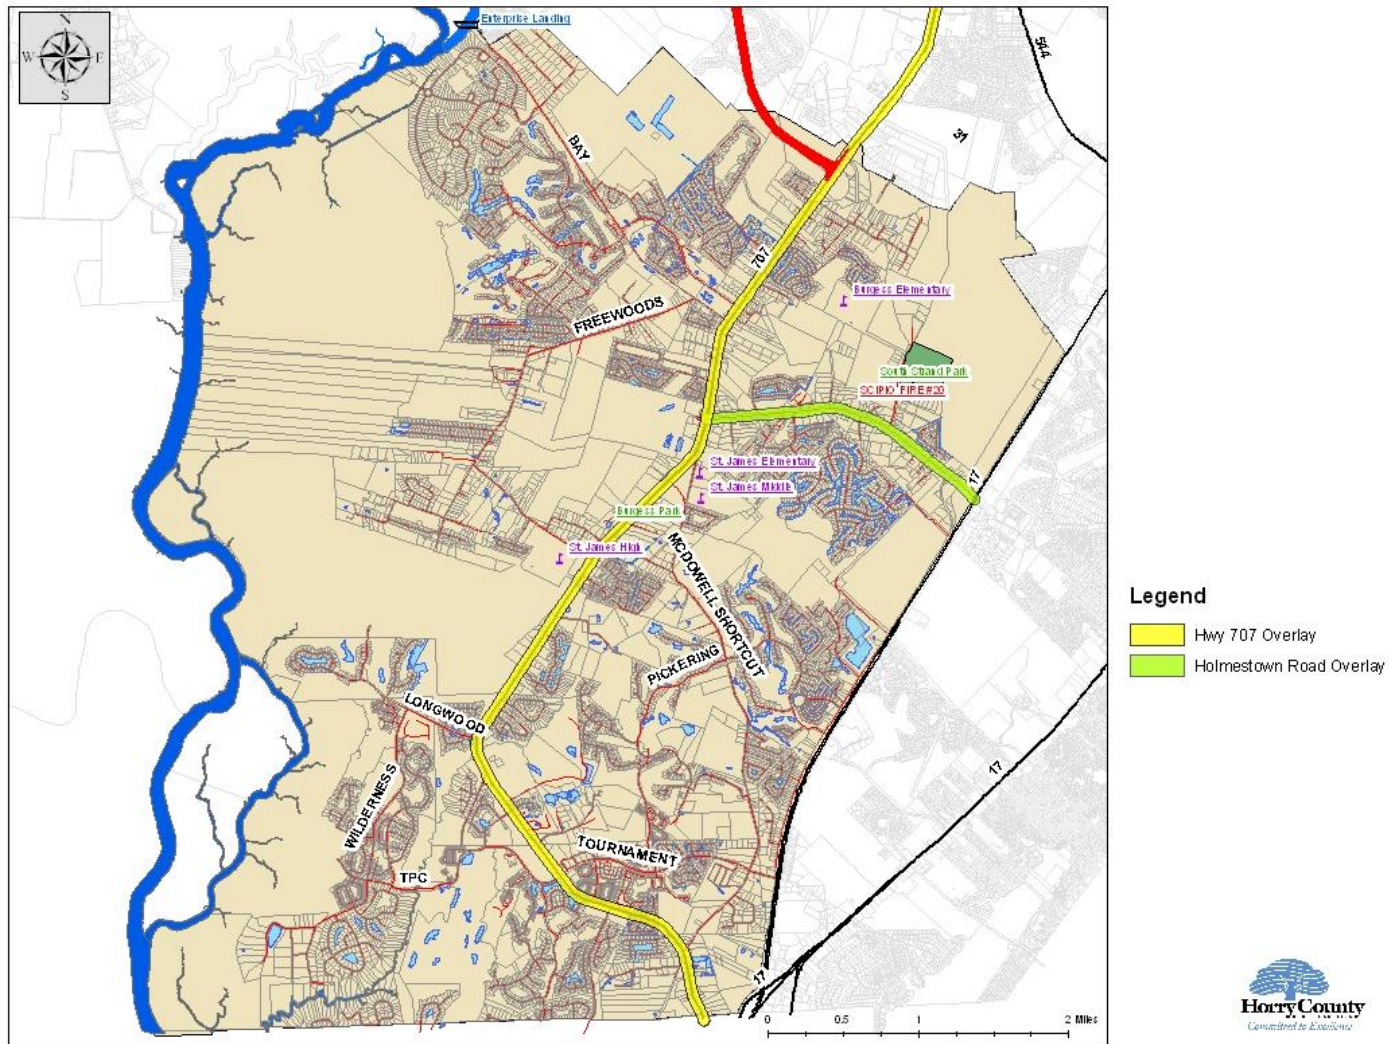 N
W E
S
Enterprise Landing
544
31
BAY
707
Burgess Elementary
FREEWOODS
South Strand Park
SCIPIO FIRE #20
17
St. James Elementary
St. James Middle
Burgess Park
St. James High
MCDOWELL SHORTCUT
PICKERING
LONGWOOD
WILDERNESS
17
TOURNAMENT
TPC
17
0 0.5 1 2 Miles
Legend
Hwy 707 Overlay
Holmestown Road Overlay
Horry County
Committed to Excellence